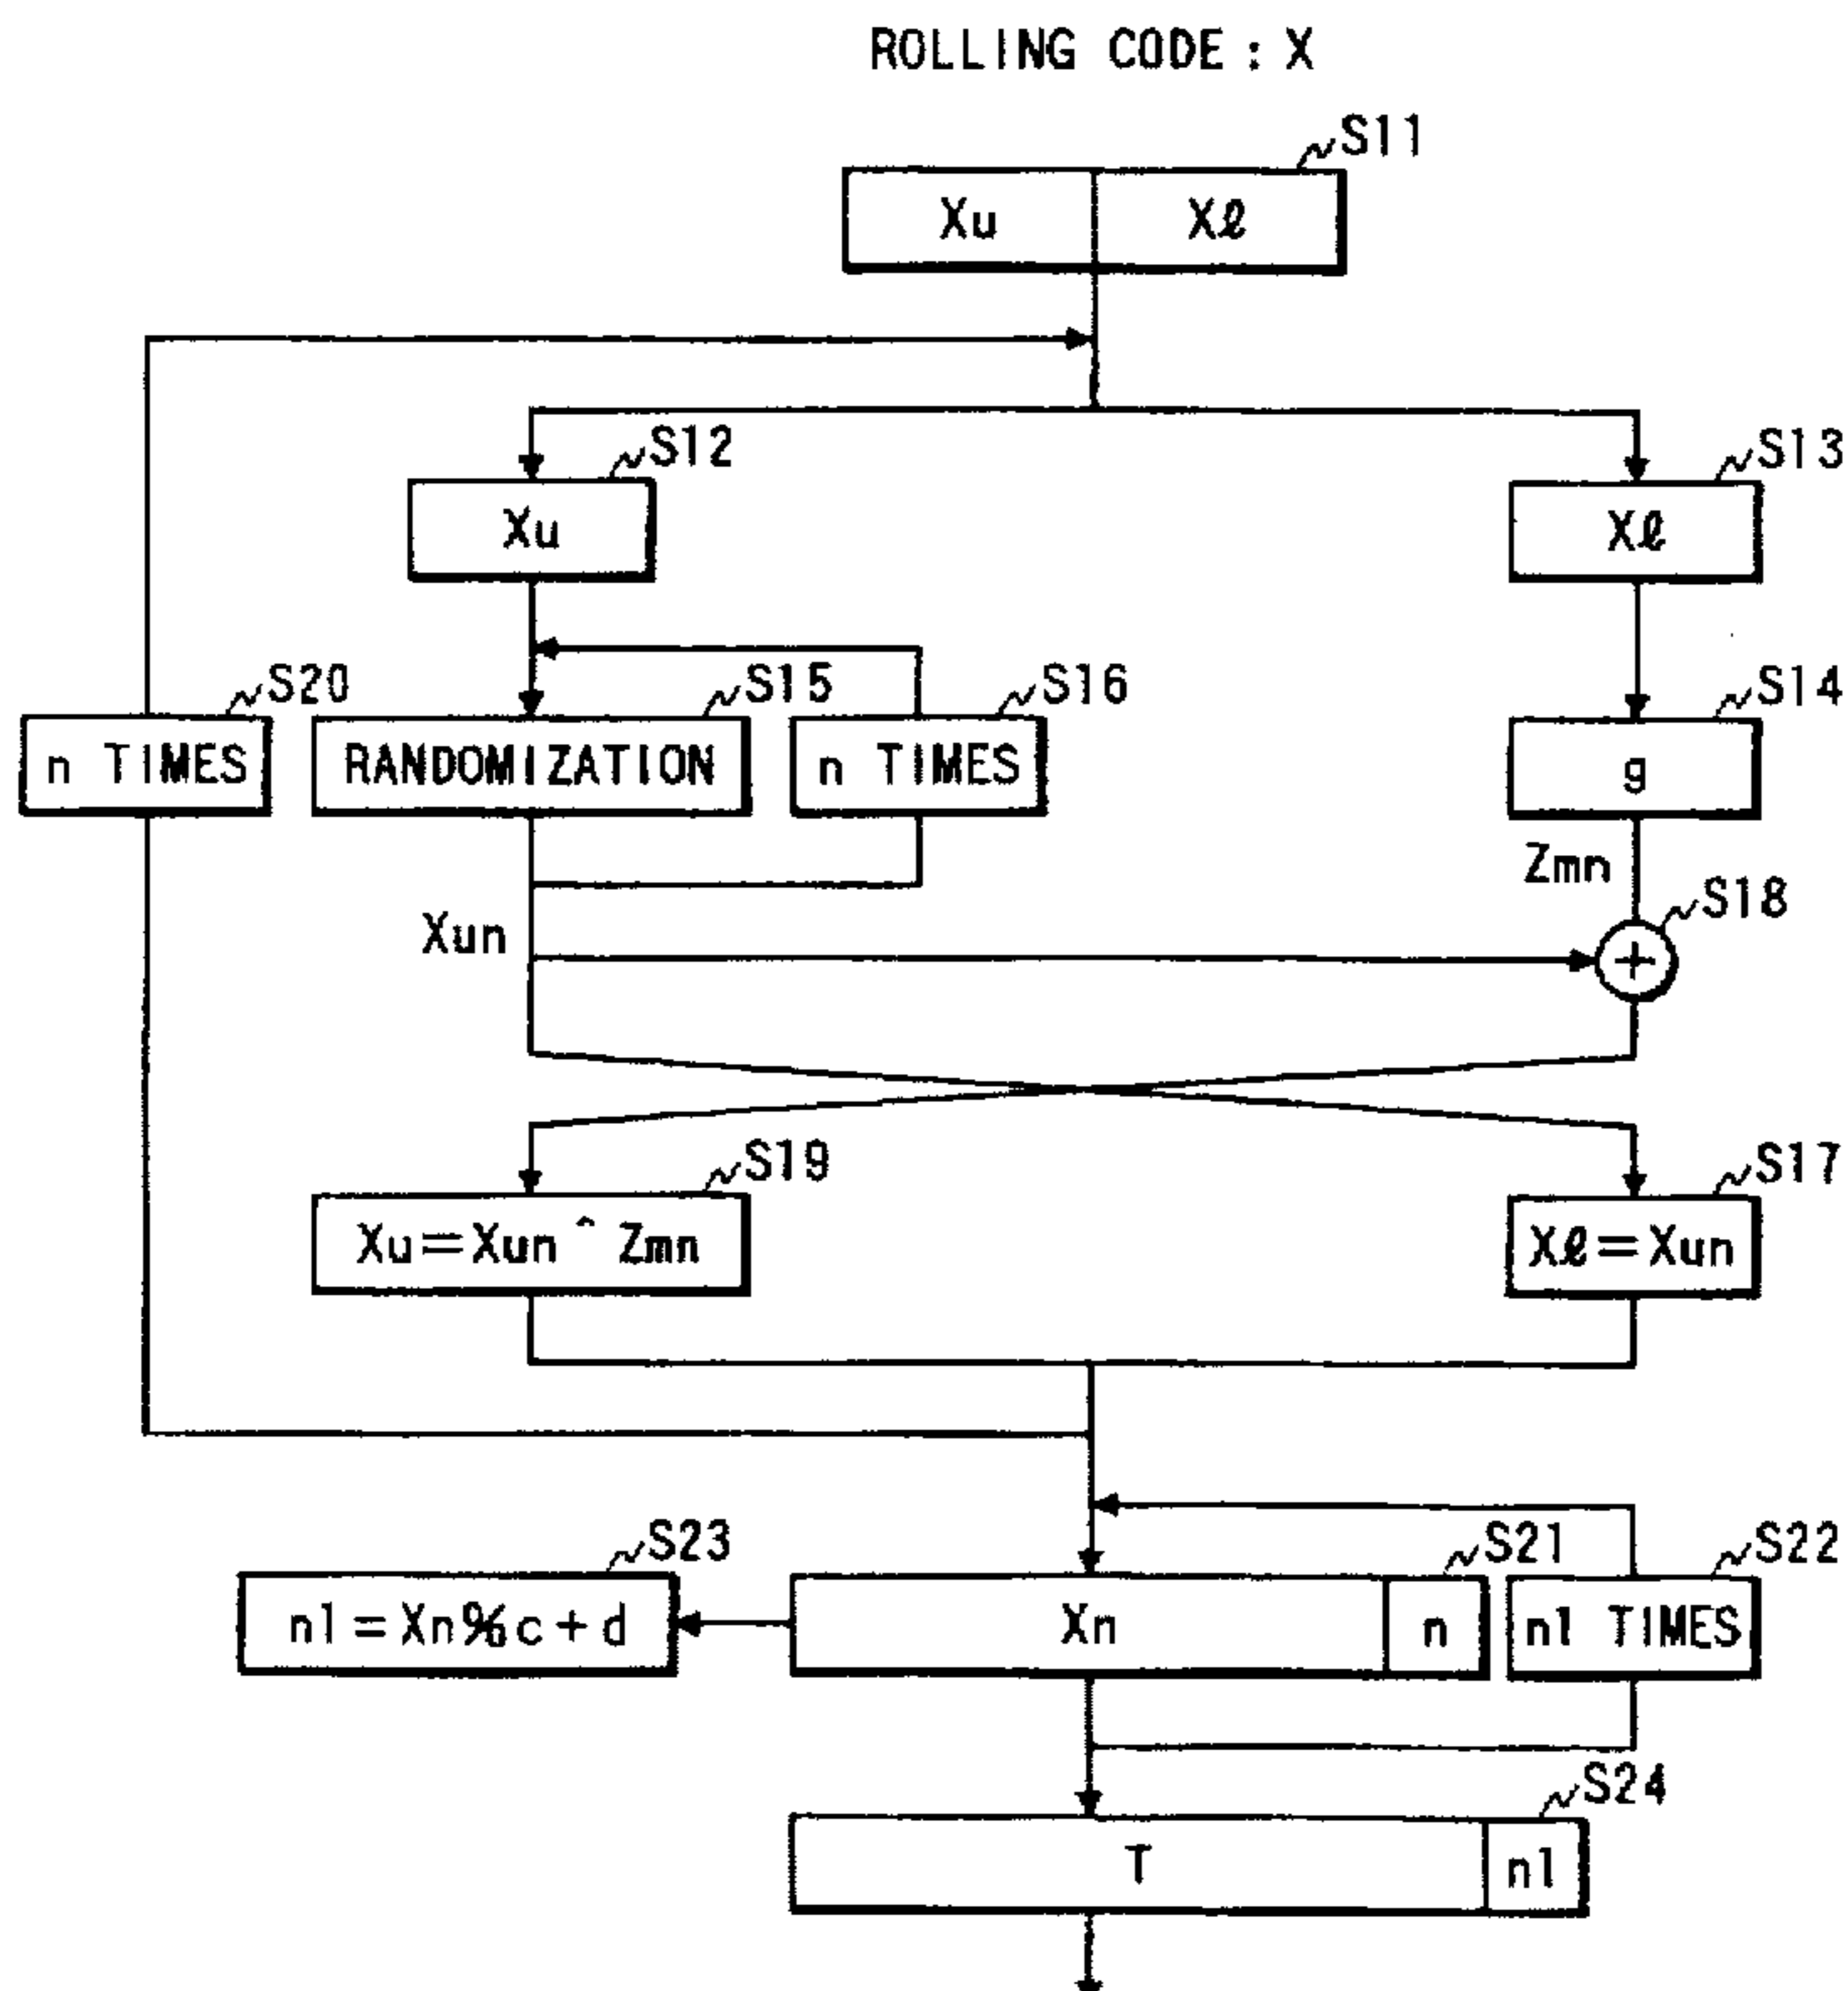 ROLLING CODE : X
S11
Xu Xℓ
S12
S13
Xu
Xℓ
S20
S15
S16
S14
n TIMES
RANDOMIZATION
n TIMES
g
Zmn
S18
Xun
+
S19
S17
Xu=Xun^Zmn
Xℓ=Xun
S23
S21
S22
n1=Xn%c+d
Xn n
n1 TIMES
S24
T n1